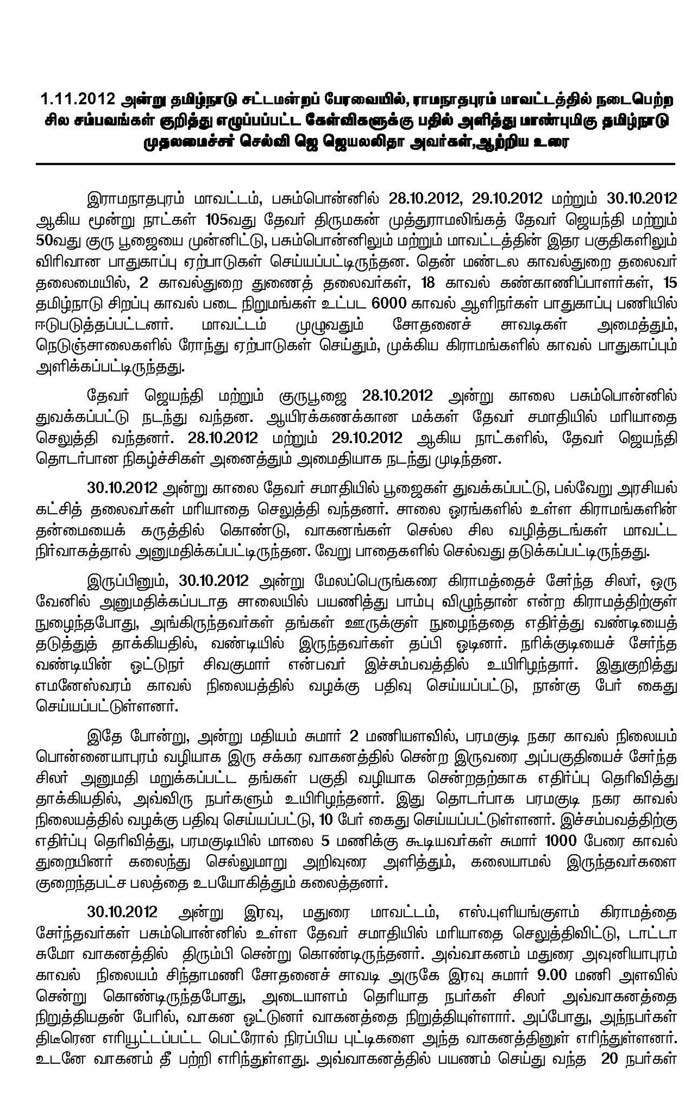 1.11.2012 அன்று தமிழ்நாடு சட்டமன்றப் பேரவையில், ராமநாதபுரம் மாவட்டத்தில் நடைபெற்ற
சில சம்பவங்கள் குறித்து எழுப்பப்பட்ட கேள்விகளுக்கு பதில் அளித்து மாண்புமிகு தமிழ்நாடு
முதலமைச்சர் செல்வி ஜெ ஜெயலலிதா அவர்கள்,ஆற்றிய உரை
இராமநாதபுரம் மாவட்டம், பசும்பொன்னில் 28.10.2012, 29.10.2012 மற்றும் 30.10.2012
ஆகிய மூன்று நாட்கள் 105வது தேவர் திருமகன் முத்துராமலிங்கத் தேவர் ஜெயந்தி மற்றும்
50வது குரு பூஜையை முன்னிட்டு, பசும்பொன்னிலும் மற்றும் மாவட்டத்தின் இதர பகுதிகளிலும்
விரிவான பாதுகாப்பு ஏற்பாடுகள் செய்யப்பட்டிருந்தன. தென் மண்டல காவல்துறை தலைவர்
தலைமையில், 2 காவல்துறை துணைத் தலைவர்கள், 18 காவல் கண்காணிப்பாளர்கள், 15
தமிழ்நாடு சிறப்பு காவல் படை நிறுமங்கள் உட்பட 6000 காவல் ஆளிநர்கள் பாதுகாப்பு பணியில்
ஈடுபடுத்தப்பட்டனர். மாவட்டம் முழுவதும் சோதனைச் சாவடிகள் அமைத்தும்,
நெடுஞ்சாலைகளில் ரோந்து ஏற்பாடுகள் செய்தும், முக்கிய கிராமங்களில் காவல் பாதுகாப்பும்
அளிக்கப்பட்டிருந்தது.
தேவர் ஜெயந்தி மற்றும் குருபூஜை 28.10.2012 அன்று காலை பசும்பொன்னில்
துவக்கப்பட்டு நடந்து வந்தன. ஆயிரக்கணக்கான மக்கள் தேவர் சமாதியில் மரியாதை
செலுத்தி வந்தனர். 28.10.2012 மற்றும் 29.10.2012 ஆகிய நாட்களில், தேவர் ஜெயந்தி
தொடர்பான நிகழ்ச்சிகள் அனைத்தும் அமைதியாக நடந்து முடிந்தன.
30.10.2012 அன்று காலை தேவர் சமாதியில் பூஜைகள் துவக்கப்பட்டு, பல்வேறு அரசியல்
கட்சித் தலைவர்கள் மரியாதை செலுத்தி வந்தனர். சாலை ஓரங்களில் உள்ள கிராமங்களின்
தன்மையைக் கருத்தில் கொண்டு, வாகனங்கள் செல்ல சில வழித்தடங்கள் மாவட்ட
நிர்வாகத்தால் அனுமதிக்கப்பட்டிருந்தன. வேறு பாதைகளில் செல்வது தடுக்கப்பட்டிருந்தது.
இருப்பினும், 30.10.2012 அன்று மேலப்பெருங்கரை கிராமத்தைச் சேர்ந்த சிலர், ஒரு
வேனில் அனுமதிக்கப்படாத சாலையில் பயணித்து பாம்பு விழுந்தான் என்ற கிராமத்திற்குள்
நுழைந்தபோது, அங்கிருந்தவர்கள் தங்கள் ஊருக்குள் நுழைந்ததை எதிர்த்து வண்டியைத்
தடுத்துத் தாக்கியதில், வண்டியில் இருந்தவர்கள் தப்பி ஒடினர். நரிக்குடியைச் சேர்ந்த
வண்டியின் ஓட்டுநர் சிவகுமார் என்பவர் இச்சம்பவத்தில் உயிரிழந்தார். இதுகுறித்து
எமனேஸ்வரம் காவல் நிலையத்தில் வழக்கு பதிவு செய்யப்பட்டு, நான்கு பேர் கைது
செய்யப்பட்டுள்ளனர்.
இதே போன்று, அன்று மதியம் சுமார் 2 மணியளவில், பரமகுடி நகர காவல் நிலையம்
பொன்னையாபுரம் வழியாக இரு சக்கர வாகனத்தில் சென்ற இருவரை அப்பகுதியைச் சேர்ந்த
சிலர் அனுமதி மறுக்கப்பட்ட தங்கள் பகுதி வழியாக சென்றதற்காக எதிர்ப்பு தெரிவித்து
தாக்கியதில், அவ்விரு நபர்களும் உயிரிழந்தனர். இது தொடர்பாக பரமகுடி நகர காவல்
நிலையத்தில் வழக்கு பதிவு செய்யப்பட்டு, 10 பேர் கைது செய்யப்பட்டுள்ளனர். இச்சம்பவத்திற்கு
எதிர்ப்பு தெரிவித்து, பரமகுடியில் மாலை 5 மணிக்கு கூடியவர்கள் சுமார் 1000 பேரை காவல்
துறையினர் கலைந்து செல்லுமாறு அறிவுரை அளித்தும், கலையாமல் இருந்தவர்களை
குறைந்தபட்ச பலத்தை உபயோகித்தும் கலைத்தனர்.
30.10.2012 அன்று இரவு, மதுரை மாவட்டம், எஸ்.புளியங்குளம் கிராமத்தை
சேர்ந்தவர்கள் பசும்பொன்னில் உள்ள தேவர் சமாதியில் மரியாதை செலுத்திவிட்டு, டாட்டா
சுமோ வாகனத்தில் திரும்பி சென்று கொண்டிருந்தனர். அவ்வாகனம் மதுரை அவுனியாபுரம்
காவல் நிலையம் சிந்தாமணி சோதனைச் சாவடி அருகே இரவு சுமார் 9.00 மணி அளவில்
சென்று கொண்டிருந்தபோது, அடையாளம் தெரியாத நபர்கள் சிலர் அவ்வாகனத்தை
நிறுத்தியதன் பேரில், வாகன ஒட்டுனர் வாகனத்தை நிறுத்தியுள்ளார். அப்போது, அந்நபர்கள்
திடீரென எரியூட்டப்பட்ட பெட்ரோல் நிரப்பிய புட்டிகளை அந்த வாகனத்தினுள் எரிந்துள்ளனர்.
உடனே வாகனம் தீ பற்றி எரிந்துள்ளது. அவ்வாகனத்தில் பயணம் செய்து வந்த 20 நபர்கள்